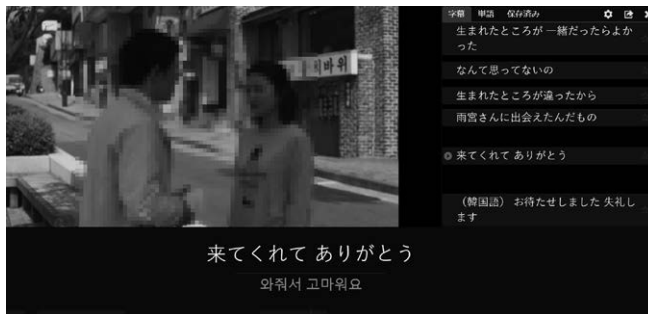 字幕 単語 保存済み
치바위
生まれたところが 一緒だったらよか
った
なんて思ってないの
生まれたところが違ったから
雨宮さんに出会えたんだもの
来てくれて ありがとう
（韓国語） お待たせしました 失礼し
ます
来てくれて ありがとう
와줘서 고마워요